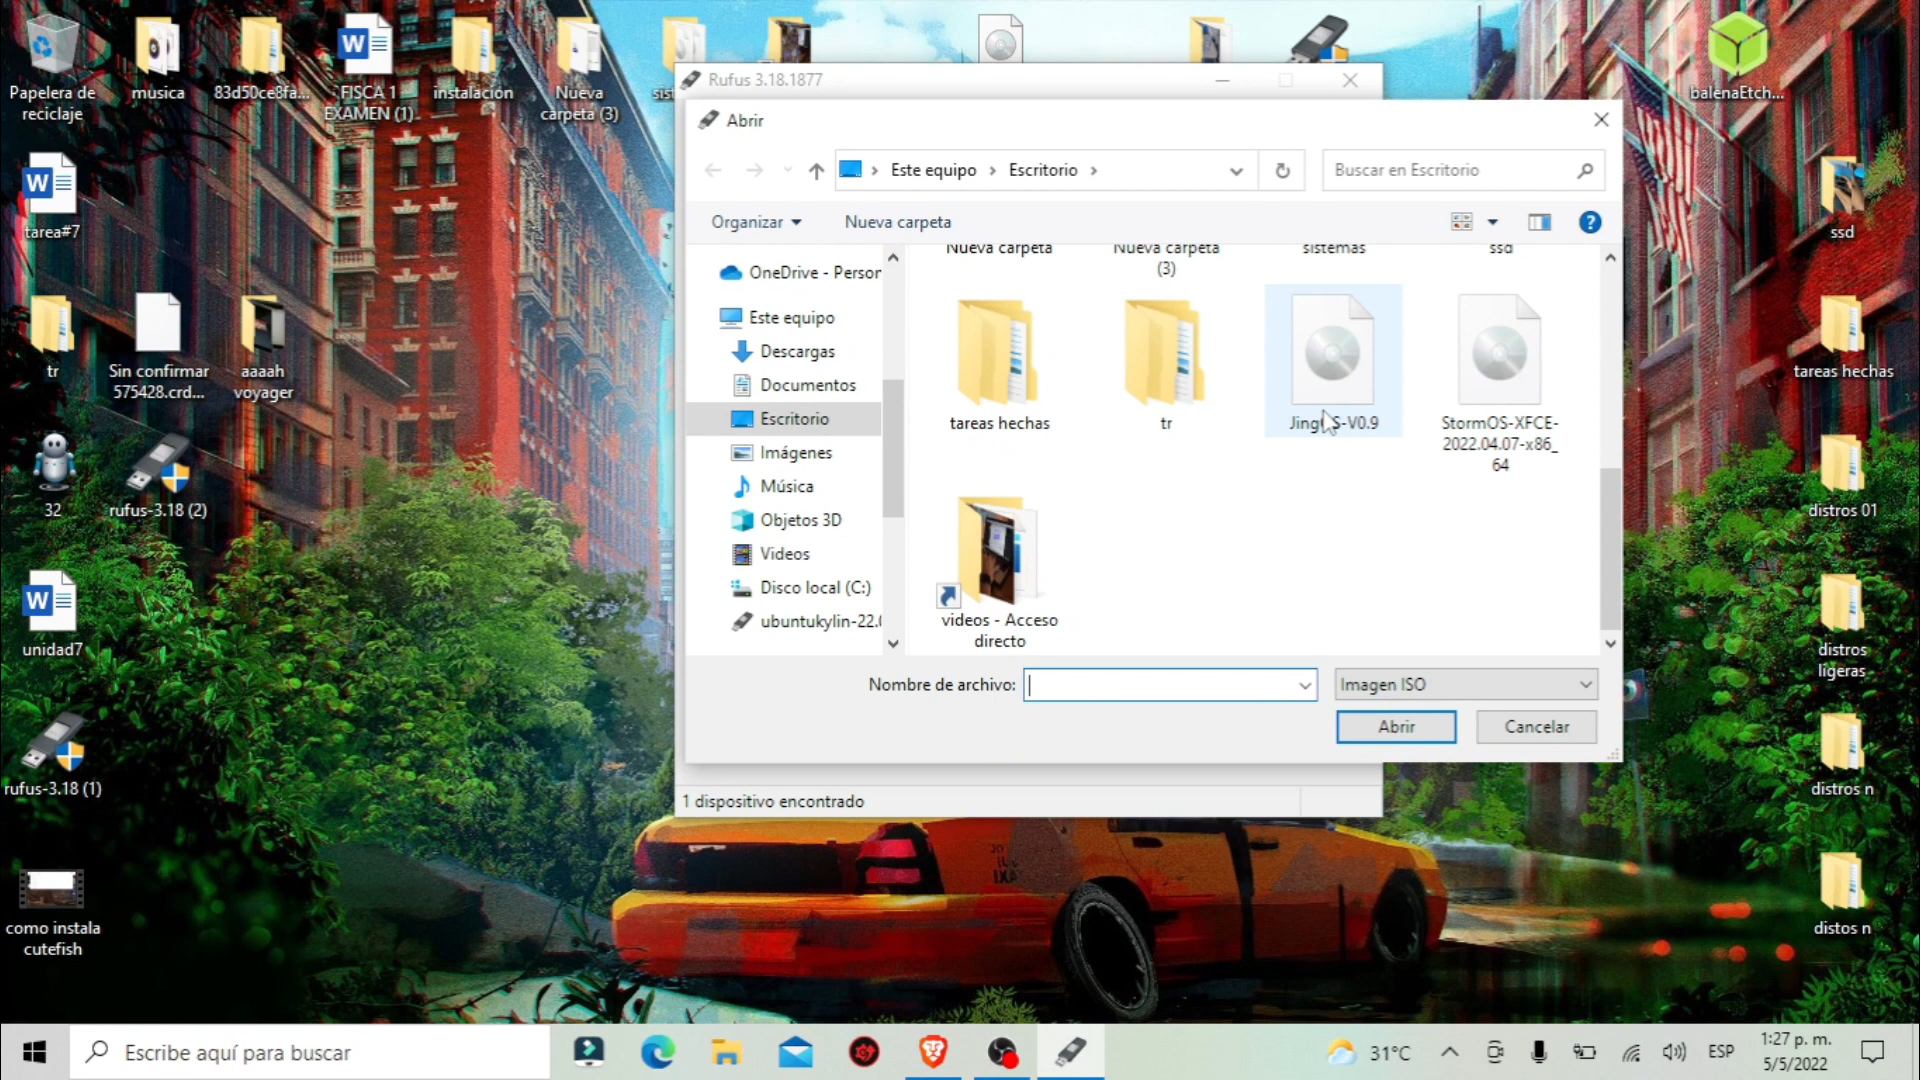 Papelera de
reciclaje
musica
83d50ce8fa...
FISCA 1
EXAMEN (1)
instalación
Nueva
carpeta (3)
balenaEtch...
tarea#7
tr
Sin confirmar
575428.crd...
aaaah
voyager
32
rufus-3.18 (2)
unidad7
rufus-3.18 (1)
como instala
cutefish
ssd
tareas hechas
distros 01
distros
ligeras
distros n
distos n
Rufus 3.18.1877
Abrir
Este equipo
Escritorio
Buscar en Escritorio
Organizar
Nueva carpeta
OneDrive - Person
Este equipo
Descargas
Documentos
Escritorio
Imágenes
Música
Objetos 3D
Videos
Disco local (C:)
ubuntukylin-22.0
Nueva carpeta
Nueva carpeta
(3)
sistemas
ssd
tareas hechas
tr
StormOS-XFCE-
2022.04.07-x86_
64
videos - Acceso
directo
Nombre de archivo:
Imagen ISO
Abrir
Cancelar
1 dispositivo encontrado
Escribe aquí para buscar
31°C
ESP
1:27 p. m.
5/5/2022